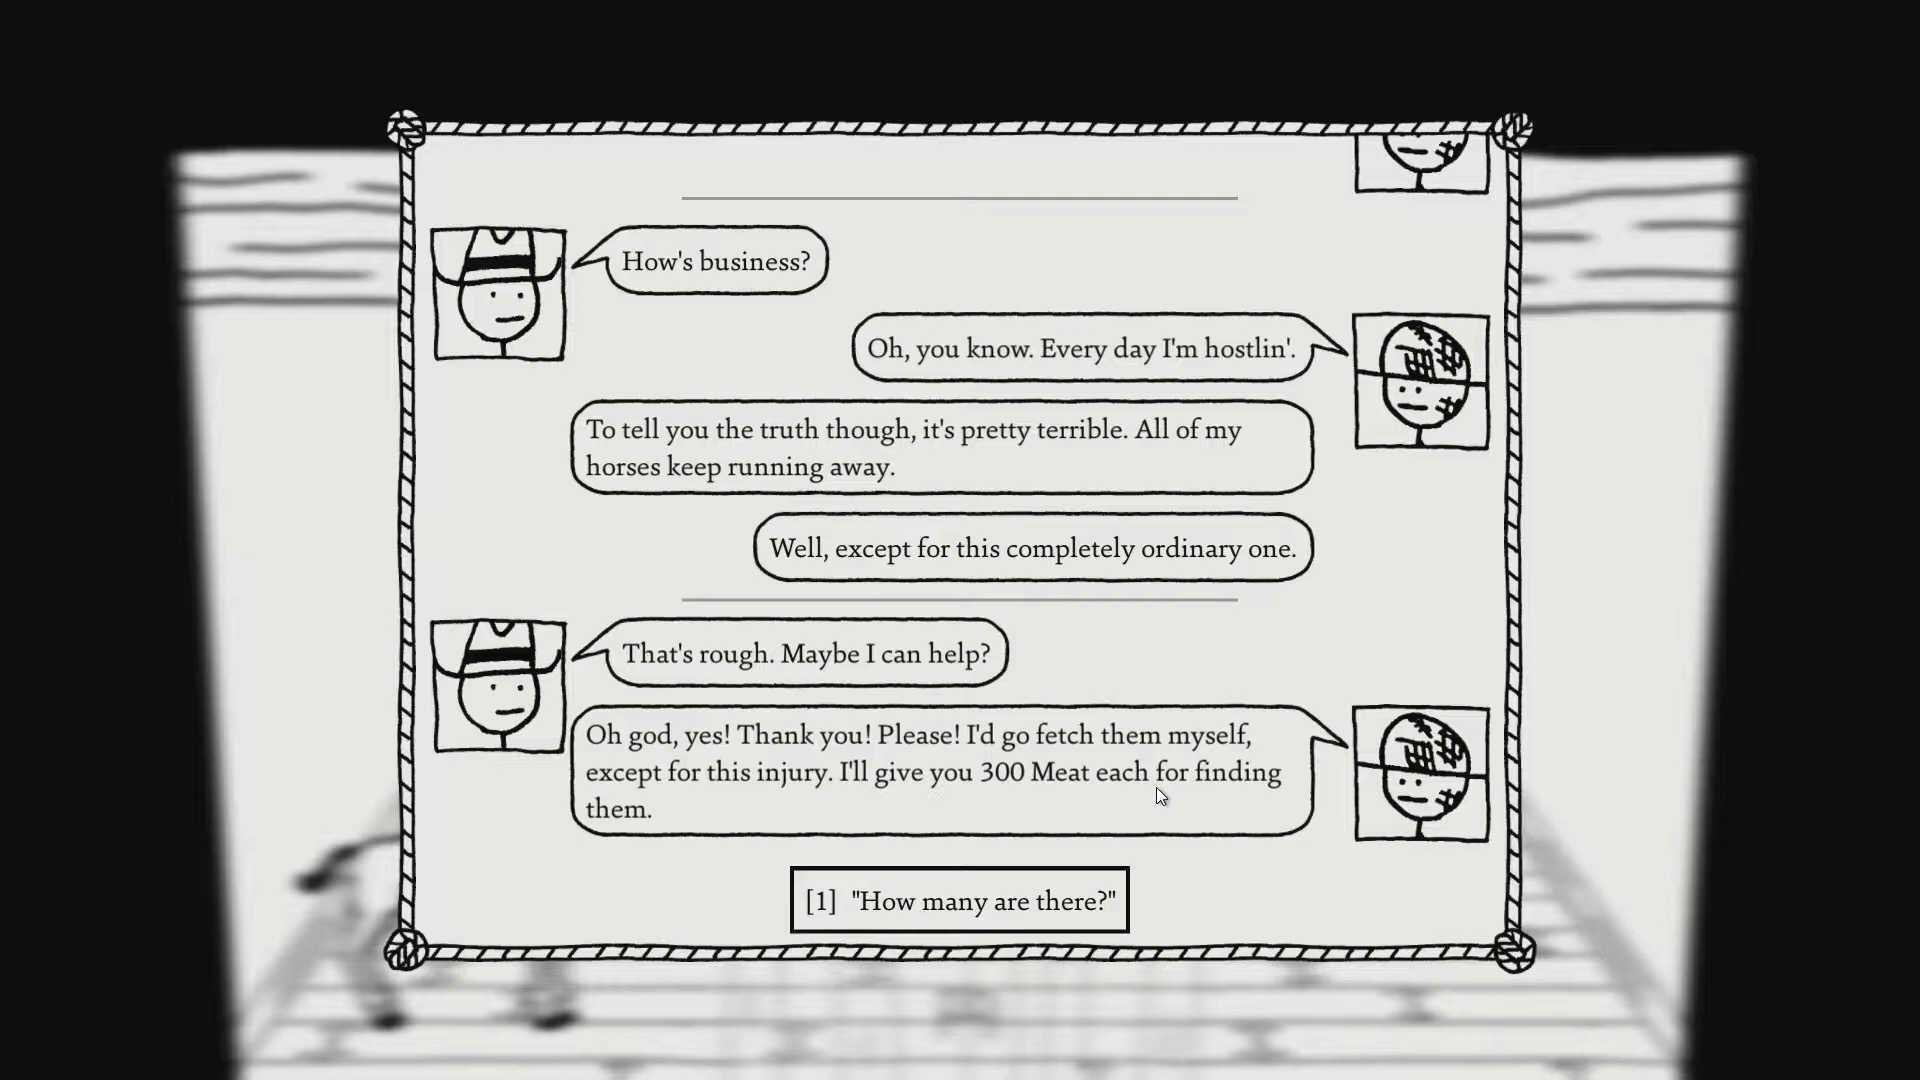 How's business?
Oh, you know. Every day I'm hostlin'.
To tell you the truth though, it's pretty terrible. All of my
horses keep running away.
Well, except for this completely ordinary one.
That's rough. Maybe I can help?
Oh god, yes! Thank you! Please! I'd go fetch them myself,
except for this injury. I'll give you 300 Meat each for finding
them.
[1] "How many are there?"